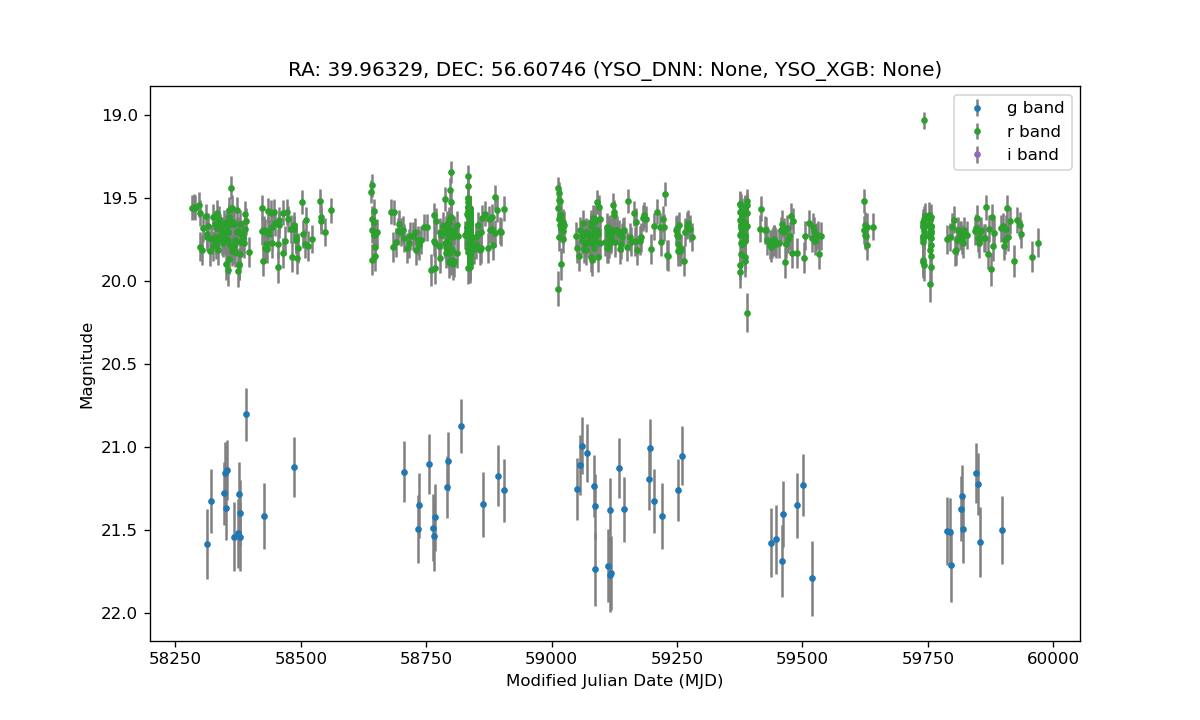 RA: 39.96329, DEC: 56.60746 (YSO_DNN: None, YSO_XGB: None)
g band
r band
i band
19.0
19.5
20.0
20.5
21.0
21.5
22.0
Magnitude
58250 58500 58750 59000 59250 59500 59750 60000
Modified Julian Date (MJD)